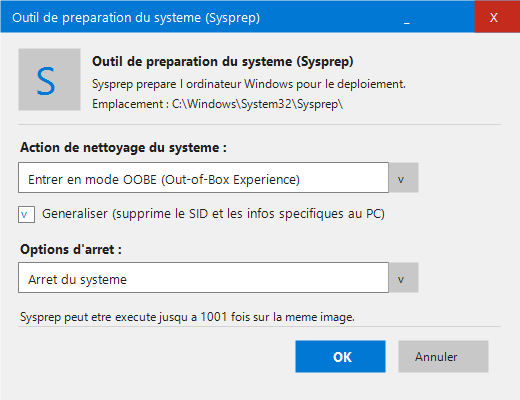 Outil de preparation du systeme (Sysprep) _ X
S
Outil de preparation du systeme (Sysprep)
Sysprep prepare l ordinateur Windows pour le deploiement.
Emplacement : C:\Windows\System32\Sysprep\
Action de nettoyage du systeme :
Entrer en mode OOBE (Out-of-Box Experience) v
v Generaliser (supprime le SID et les infos specifiques au PC)
Options d'arret :
Arret du systeme v
Sysprep peut etre execute jusqu a 1001 fois sur la meme image.
OK Annuler